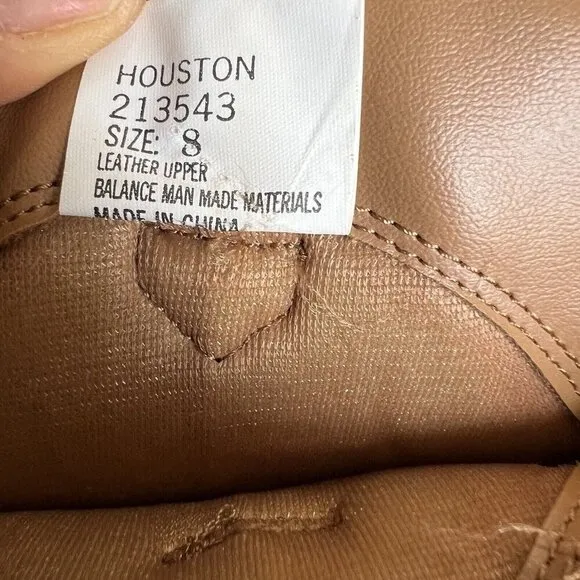 HOUSTON
213543
SIZE: 8
LEATHER UPPER
BALANCE MAN MADE MATERIALS
MADE IN CHINA